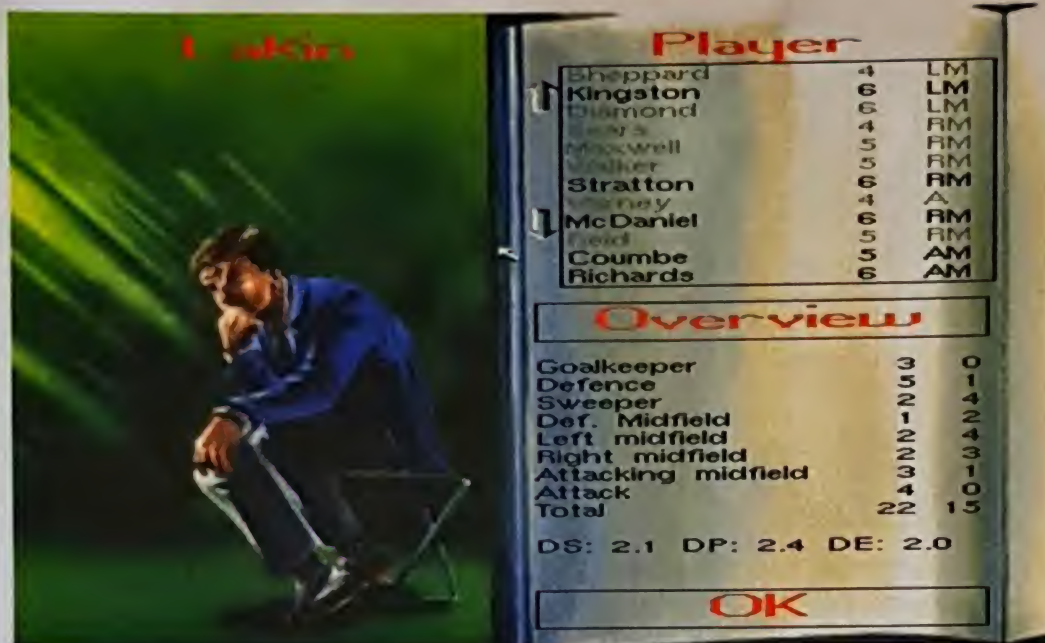 Lakin
Player
Sheppard 4 LM
Kingston 6 LM
Diamond 6 LM
Sears 4 RM
Maxwell 5 RM
Walker 5 RM
Stratton 6 RM
4 A
McDaniel 6 RM
5 RM
Coumbe 5 AM
Richards 6 AM
Overview
Goalkeeper 3 0
Defence 5 1
Sweeper 2 4
Def. Midfield 1 2
Left midfield 2 4
Right midfield 2 3
Attacking midfield 3 1
Attack 4 0
Total 22 15
DS: 2.1 DP: 2.4 DE: 2.0
OK